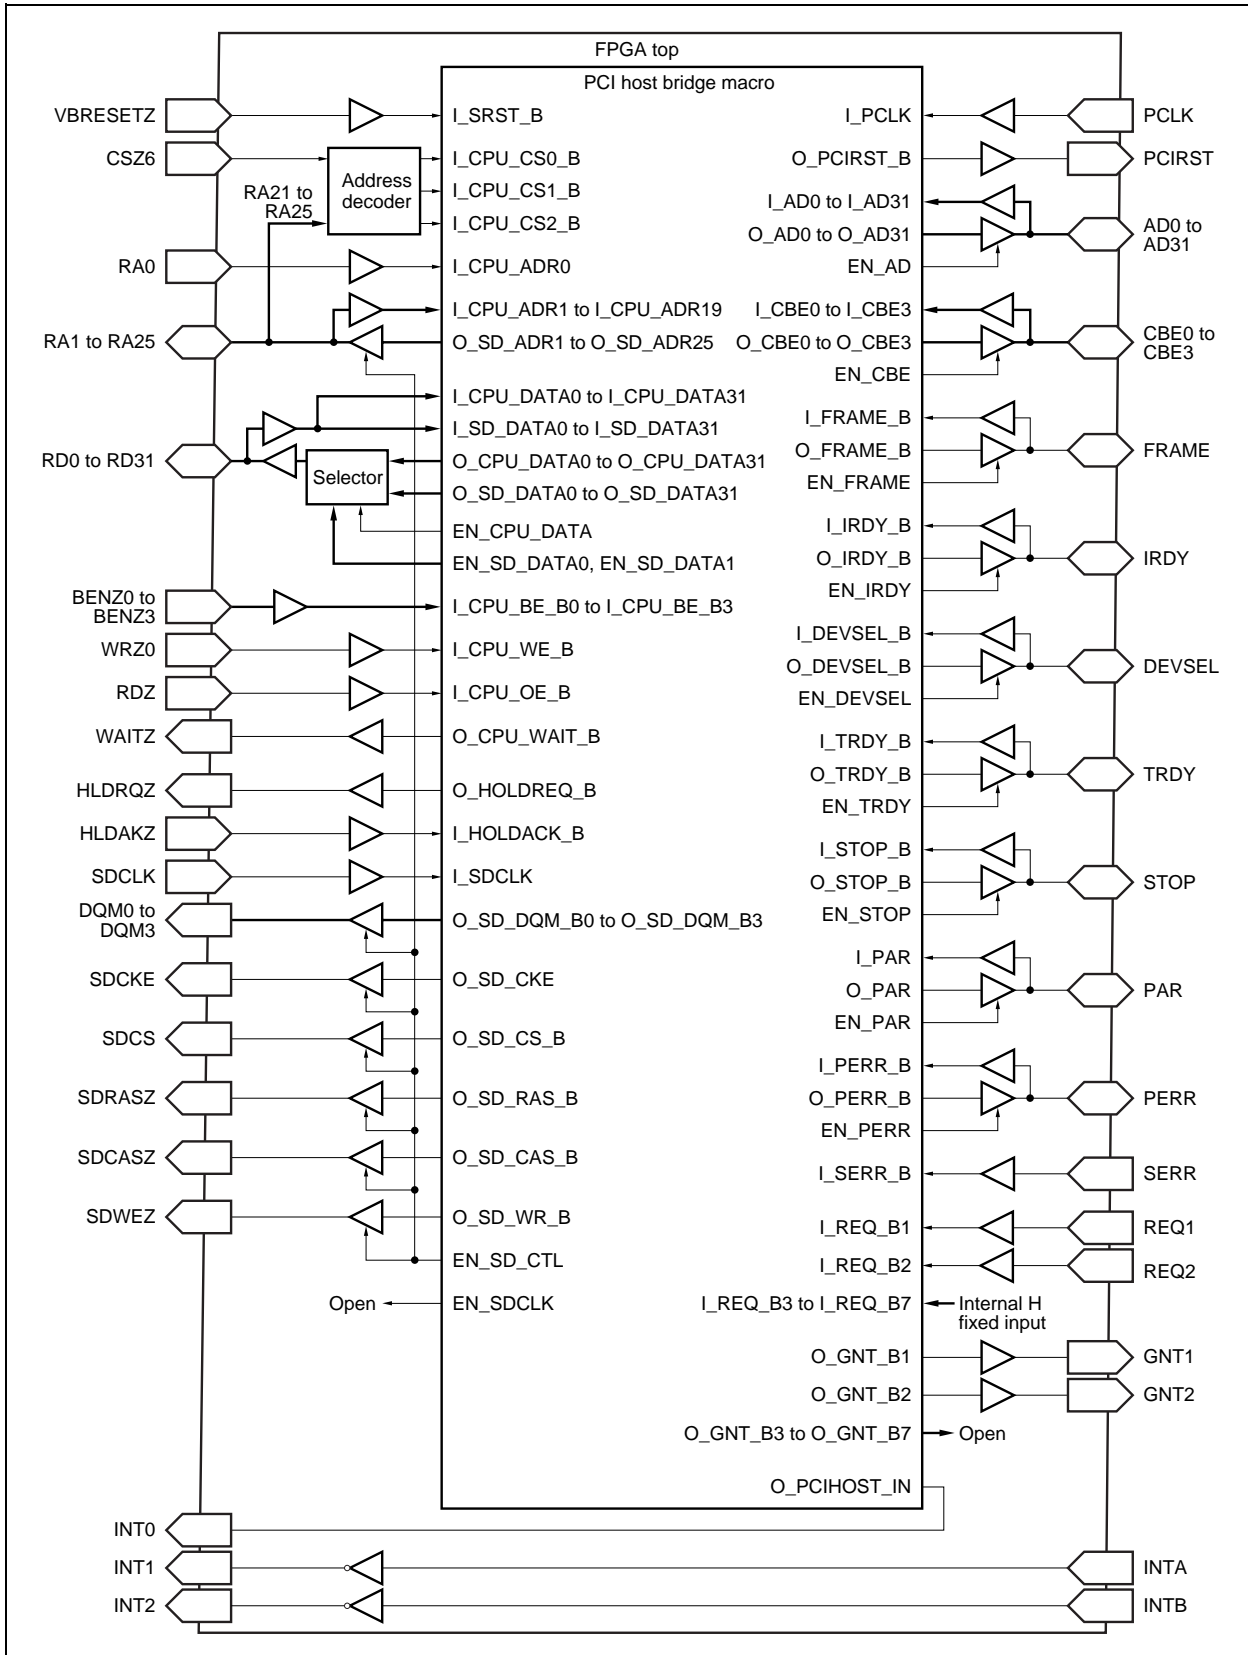 FPGA top
PCI host bridge macro
VBRESETZ
I_SRST_B
I_PCLK
PCLK
CSZ6
I_CPU_CS0_B
O_PCIRST_B
PCIRST
Address
decoder
RA21 to
RA25
I_CPU_CS1_B
I_AD0 to I_AD31
I_CPU_CS2_B
O_AD0 to O_AD31
AD0 to
AD31
RA0
I_CPU_ADR0
EN_AD
I_CPU_ADR1 to I_CPU_ADR19
I_CBE0 to I_CBE3
RA1 to RA25
O_SD_ADR1 to O_SD_ADR25
O_CBE0 to O_CBE3
CBE0 to
CBE3
EN_CBE
I_CPU_DATA0 to I_CPU_DATA31
I_FRAME_B
I_SD_DATA0 to I_SD_DATA31
O_FRAME_B
FRAME
RD0 to RD31
Selector
O_CPU_DATA0 to O_CPU_DATA31
EN_FRAME
O_SD_DATA0 to O_SD_DATA31
EN_CPU_DATA
I_IRDY_B
EN_SD_DATA0, EN_SD_DATA1
O_IRDY_B
IRDY
EN_IRDY
BENZ0 to
BENZ3
I_CPU_BE_B0 to I_CPU_BE_B3
I_DEVSEL_B
WRZ0
I_CPU_WE_B
O_DEVSEL_B
DEVSEL
RDZ
I_CPU_OE_B
EN_DEVSEL
WAITZ
O_CPU_WAIT_B
I_TRDY_B
O_TRDY_B
TRDY
HLDRQZ
O_HOLDREQ_B
EN_TRDY
HLDAKZ
I_HOLDACK_B
I_STOP_B
SDCLK
I_SDCLK
O_STOP_B
STOP
DQM0 to
DQM3
O_SD_DQM_B0 to O_SD_DQM_B3
EN_STOP
I_PAR
SDCKE
O_SD_CKE
O_PAR
PAR
EN_PAR
SDCS
O_SD_CS_B
I_PERR_B
SDRASZ
O_SD_RAS_B
O_PERR_B
PERR
EN_PERR
SDCASZ
O_SD_CAS_B
I_SERR_B
SERR
SDWEZ
O_SD_WR_B
I_REQ_B1
REQ1
EN_SD_CTL
I_REQ_B2
REQ2
Open
EN_SDCLK
I_REQ_B3 to I_REQ_B7
Internal H
fixed input
O_GNT_B1
GNT1
O_GNT_B2
GNT2
O_GNT_B3 to O_GNT_B7
Open
O_PCIHOST_IN
INT0
INT1
INTA
INT2
INTB